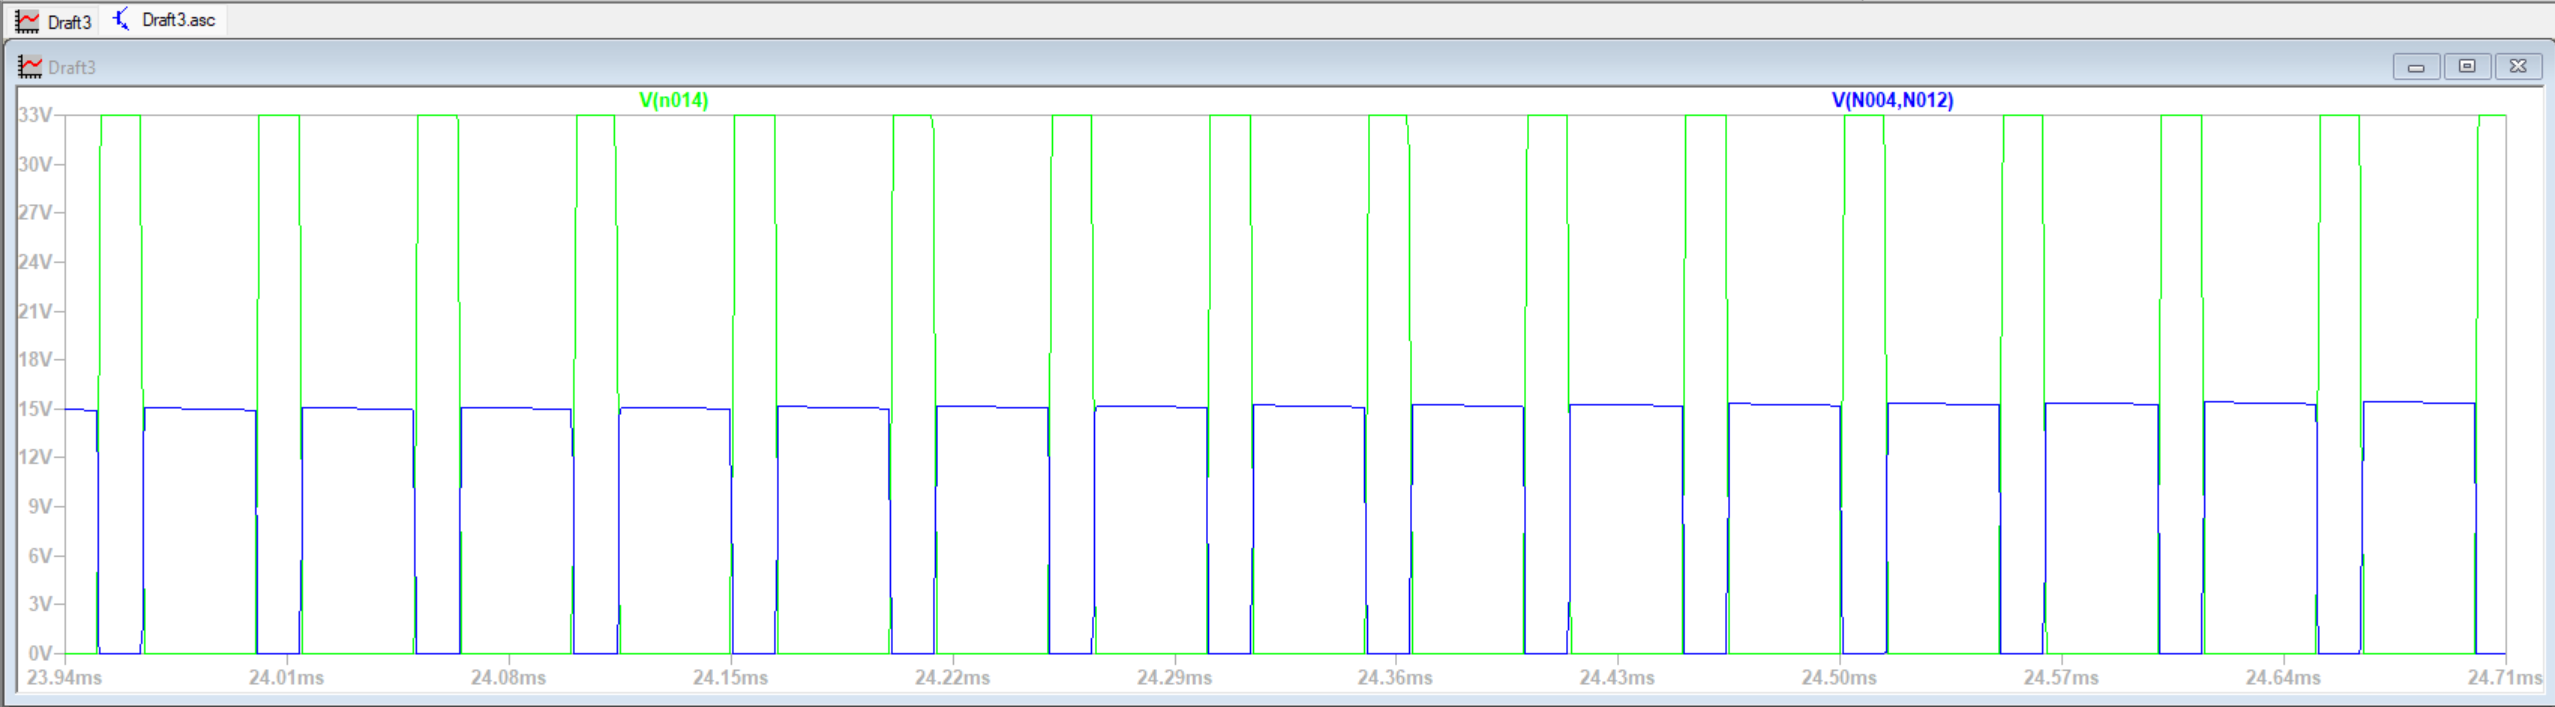 Draft3 Draft3.asc
Draft3
V(n014) V(N004,N012)
33V
30V
27V
24V
21V
18V
15V
12V
9V
6V
3V
0V
23.94ms 24.01ms 24.08ms 24.15ms 24.22ms 24.29ms 24.36ms 24.43ms 24.50ms 24.57ms 24.64ms 24.71ms